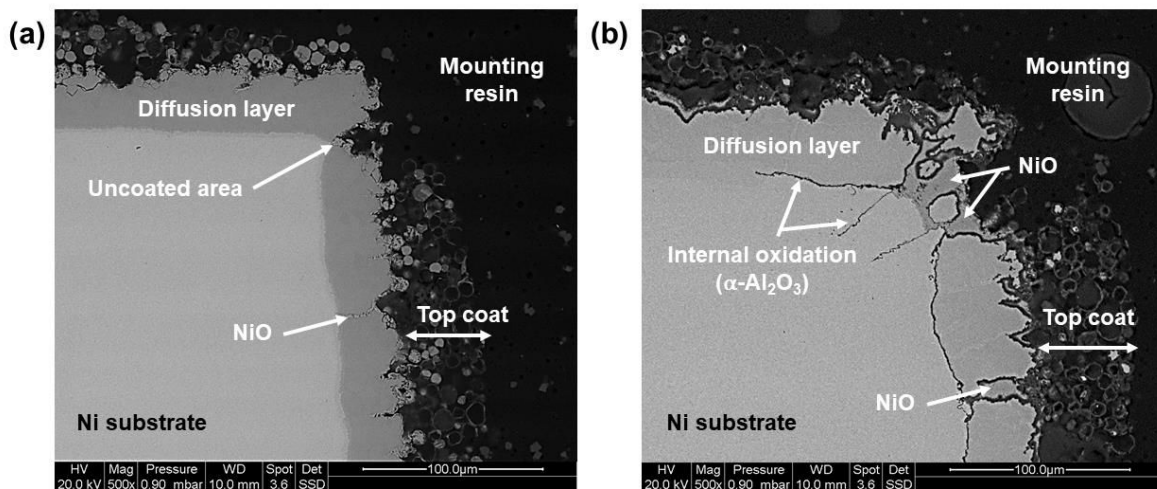 (a)
Mounting
resin
Diffusion layer
Uncoated area
NiO
Top coat
Ni substrate
HV Mag Pressure WD Spot Det
20.0 kV 500x 0.90 mbar 10.0 mm 3.6 SSD
100.0µm
(b)
Mounting
resin
Diffusion layer
NiO
Internal oxidation
(α-Al₂O₃)
Top coat
NiO
Ni substrate
HV Mag Pressure WD Spot Det
20.0 kV 500x 0.90 mbar 10.0 mm 3.6 SSD
100.0µm